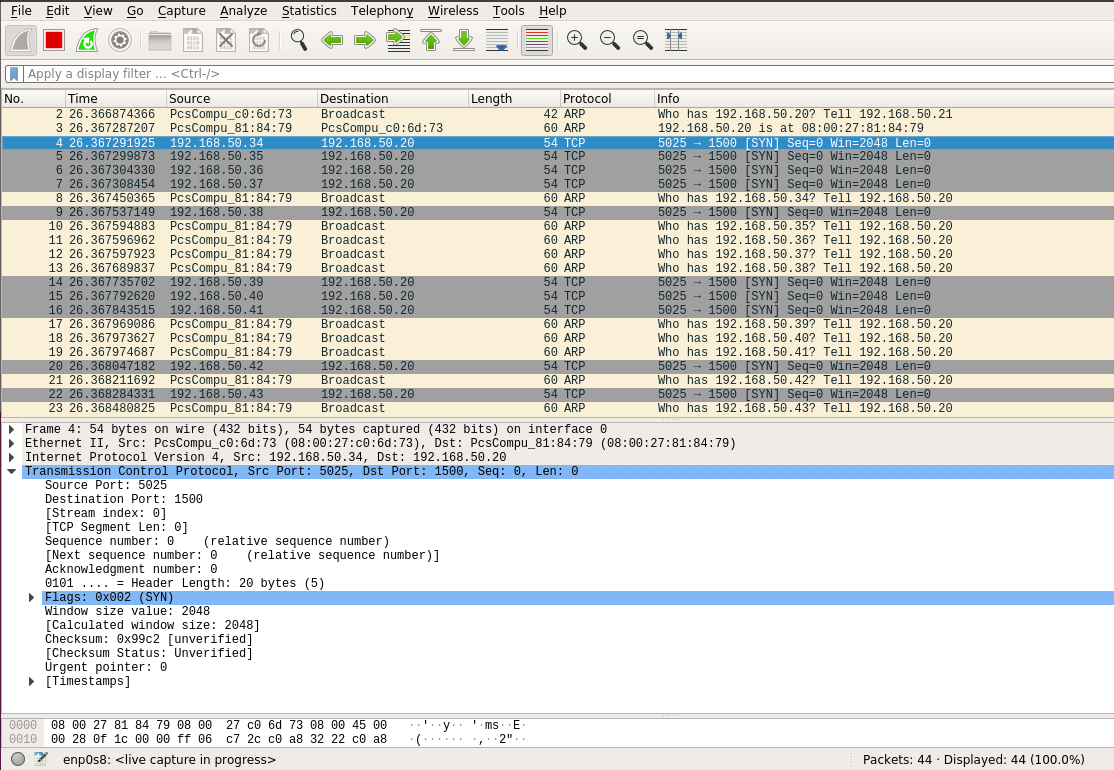 File Edit View Go Capture Analyze Statistics Telephony Wireless Tools Help
Apply a display filter ... <Ctrl-/>
No. Time Source Destination Length Protocol Info
2 26.366874366 PcsCompu_c0:6d:73 Broadcast 42 ARP Who has 192.168.50.20? Tell 192.168.50.21
3 26.367287207 PcsCompu_81:84:79 PcsCompu_c0:6d:73 60 ARP 192.168.50.20 is at 08:00:27:81:84:79
4 26.367291925 192.168.50.34 192.168.50.20 54 TCP 5025 → 1500 [SYN] Seq=0 Win=2048 Len=0
5 26.367299873 192.168.50.35 192.168.50.20 54 TCP 5025 → 1500 [SYN] Seq=0 Win=2048 Len=0
6 26.367304330 192.168.50.36 192.168.50.20 54 TCP 5025 → 1500 [SYN] Seq=0 Win=2048 Len=0
7 26.367308454 192.168.50.37 192.168.50.20 54 TCP 5025 → 1500 [SYN] Seq=0 Win=2048 Len=0
8 26.367450365 PcsCompu_81:84:79 Broadcast 60 ARP Who has 192.168.50.34? Tell 192.168.50.20
9 26.367537149 192.168.50.38 192.168.50.20 54 TCP 5025 → 1500 [SYN] Seq=0 Win=2048 Len=0
10 26.367594883 PcsCompu_81:84:79 Broadcast 60 ARP Who has 192.168.50.35? Tell 192.168.50.20
11 26.367596962 PcsCompu_81:84:79 Broadcast 60 ARP Who has 192.168.50.36? Tell 192.168.50.20
12 26.367597923 PcsCompu_81:84:79 Broadcast 60 ARP Who has 192.168.50.37? Tell 192.168.50.20
13 26.367689837 PcsCompu_81:84:79 Broadcast 60 ARP Who has 192.168.50.38? Tell 192.168.50.20
14 26.367735702 192.168.50.39 192.168.50.20 54 TCP 5025 → 1500 [SYN] Seq=0 Win=2048 Len=0
15 26.367792620 192.168.50.40 192.168.50.20 54 TCP 5025 → 1500 [SYN] Seq=0 Win=2048 Len=0
16 26.367843515 192.168.50.41 192.168.50.20 54 TCP 5025 → 1500 [SYN] Seq=0 Win=2048 Len=0
17 26.367969086 PcsCompu_81:84:79 Broadcast 60 ARP Who has 192.168.50.39? Tell 192.168.50.20
18 26.367973627 PcsCompu_81:84:79 Broadcast 60 ARP Who has 192.168.50.40? Tell 192.168.50.20
19 26.367974687 PcsCompu_81:84:79 Broadcast 60 ARP Who has 192.168.50.41? Tell 192.168.50.20
20 26.368047182 192.168.50.42 192.168.50.20 54 TCP 5025 → 1500 [SYN] Seq=0 Win=2048 Len=0
21 26.368211692 PcsCompu_81:84:79 Broadcast 60 ARP Who has 192.168.50.42? Tell 192.168.50.20
22 26.368284331 192.168.50.43 192.168.50.20 54 TCP 5025 → 1500 [SYN] Seq=0 Win=2048 Len=0
23 26.368480825 PcsCompu_81:84:79 Broadcast 60 ARP Who has 192.168.50.43? Tell 192.168.50.20
Frame 4: 54 bytes on wire (432 bits), 54 bytes captured (432 bits) on interface 0
Ethernet II, Src: PcsCompu_c0:6d:73 (08:00:27:c0:6d:73), Dst: PcsCompu_81:84:79 (08:00:27:81:84:79)
Internet Protocol Version 4, Src: 192.168.50.34, Dst: 192.168.50.20
Transmission Control Protocol, Src Port: 5025, Dst Port: 1500, Seq: 0, Len: 0
Source Port: 5025
Destination Port: 1500
[Stream index: 0]
[TCP Segment Len: 0]
Sequence number: 0 (relative sequence number)
[Next sequence number: 0 (relative sequence number)]
Acknowledgment number: 0
0101 .... = Header Length: 20 bytes (5)
Flags: 0x002 (SYN)
Window size value: 2048
[Calculated window size: 2048]
Checksum: 0x99c2 [unverified]
[Checksum Status: Unverified]
Urgent pointer: 0
[Timestamps]
0000 08 00 27 81 84 79 08 00 27 c0 6d 73 08 00 45 00 ··'··y·· '·ms··E·
0010 00 28 0f 1c 00 00 ff 06 c7 2c c0 a8 32 22 c0 a8 ·(······ ·,··2"··
enp0s8: <live capture in progress> Packets: 44 · Displayed: 44 (100.0%)